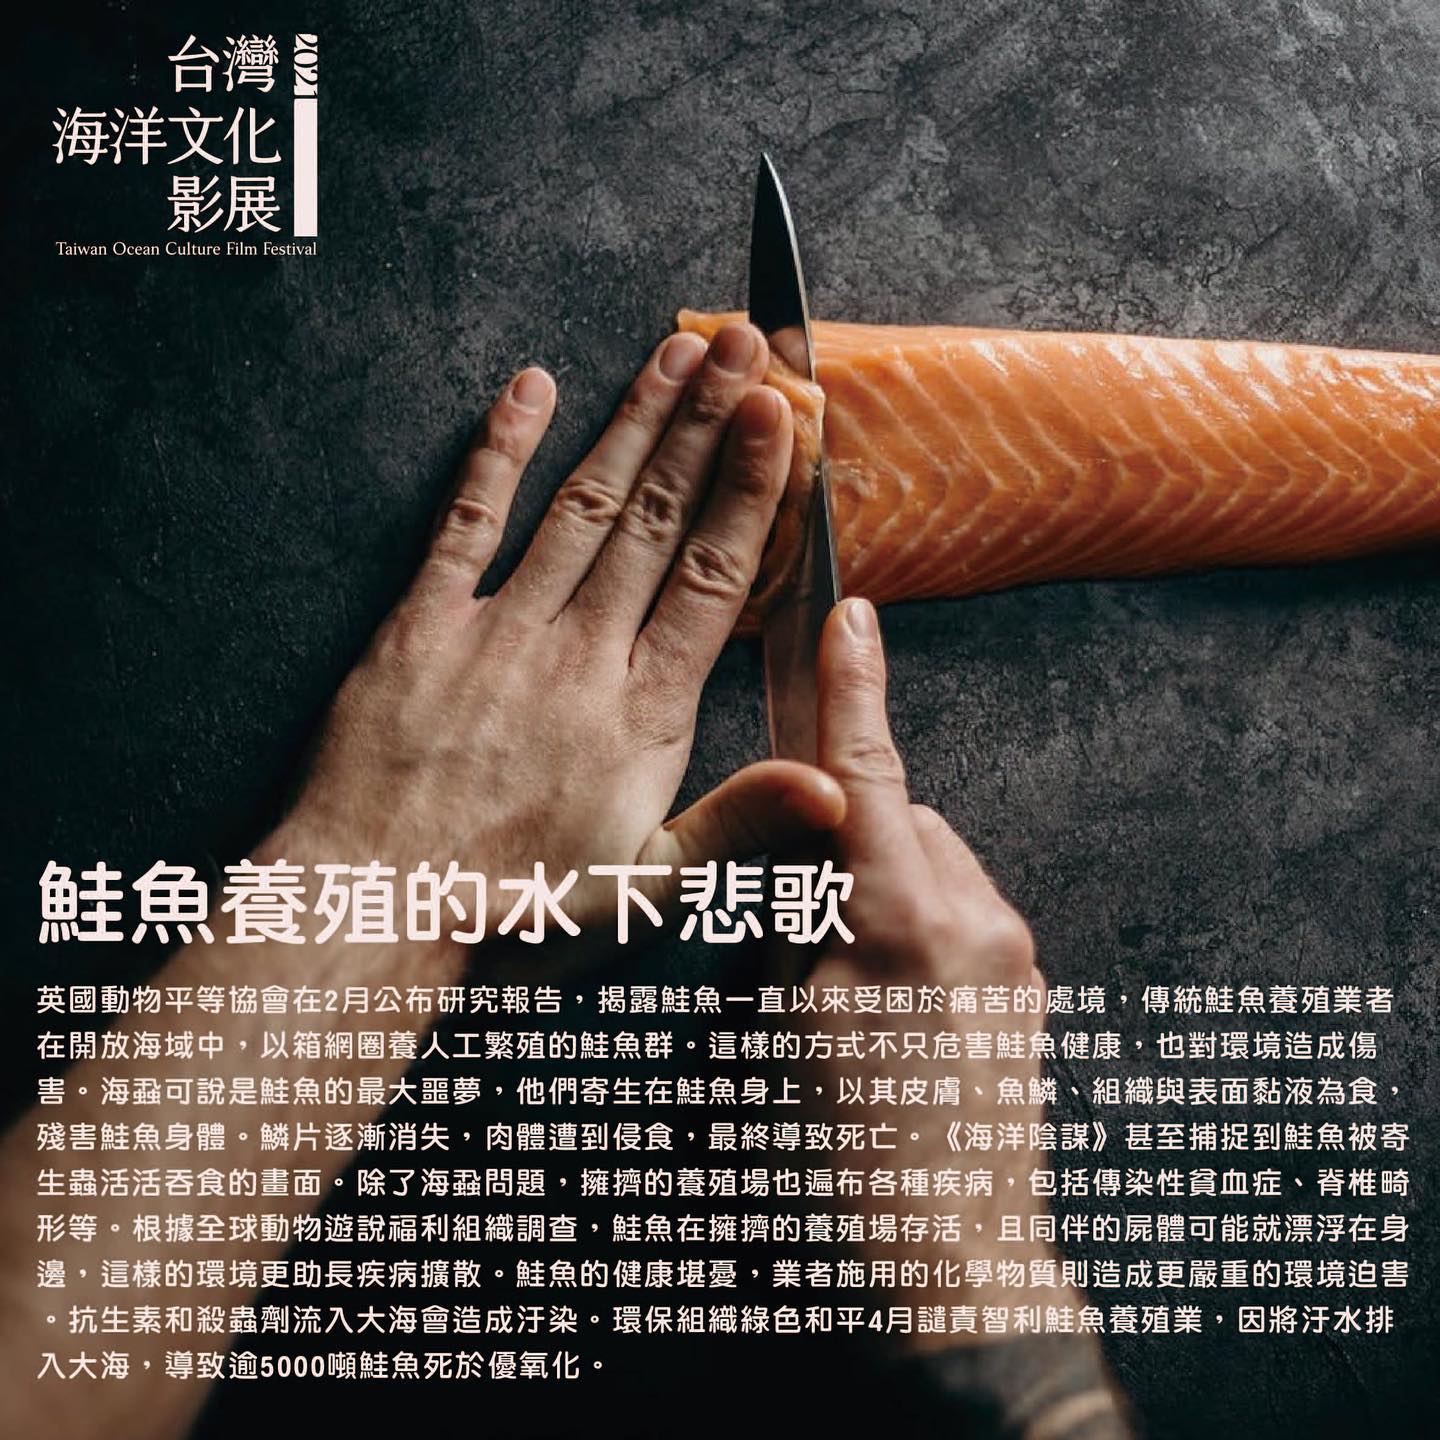 台灣
2021
海洋文化
影展
Taiwan Ocean Culture Film Festival
鮭魚養殖的水下悲歌
英國動物平等協會在2月公布研究報告，揭露鮭魚一直以來受困於痛苦的處境，傳統鮭魚養殖業者
在開放海域中，以箱網圈養人工繁殖的鮭魚群。這樣的方式不只危害鮭魚健康，也對環境造成傷
害。海蝨可說是鮭魚的最大噩夢，他們寄生在鮭魚身上，以其皮膚、魚鱗、組織與表面黏液為食，
殘害鮭魚身體。鱗片逐漸消失，肉體遭到侵食，最終導致死亡。《海洋陰謀》甚至捕捉到鮭魚被寄
生蟲活活吞食的畫面。除了海蝨問題，擁擠的養殖場也遍布各種疾病，包括傳染性貧血症、脊椎畸
形等。根據全球動物遊說福利組織調查，鮭魚在擁擠的養殖場存活，且同伴的屍體可能就漂浮在身
邊，這樣的環境更助長疾病擴散。鮭魚的健康堪憂，業者施用的化學物質則造成更嚴重的環境迫害
。抗生素和殺蟲劑流入大海會造成汙染。環保組織綠色和平4月譴責智利鮭魚養殖業，因將汙水排
入大海，導致逾5000噸鮭魚死於優氧化。